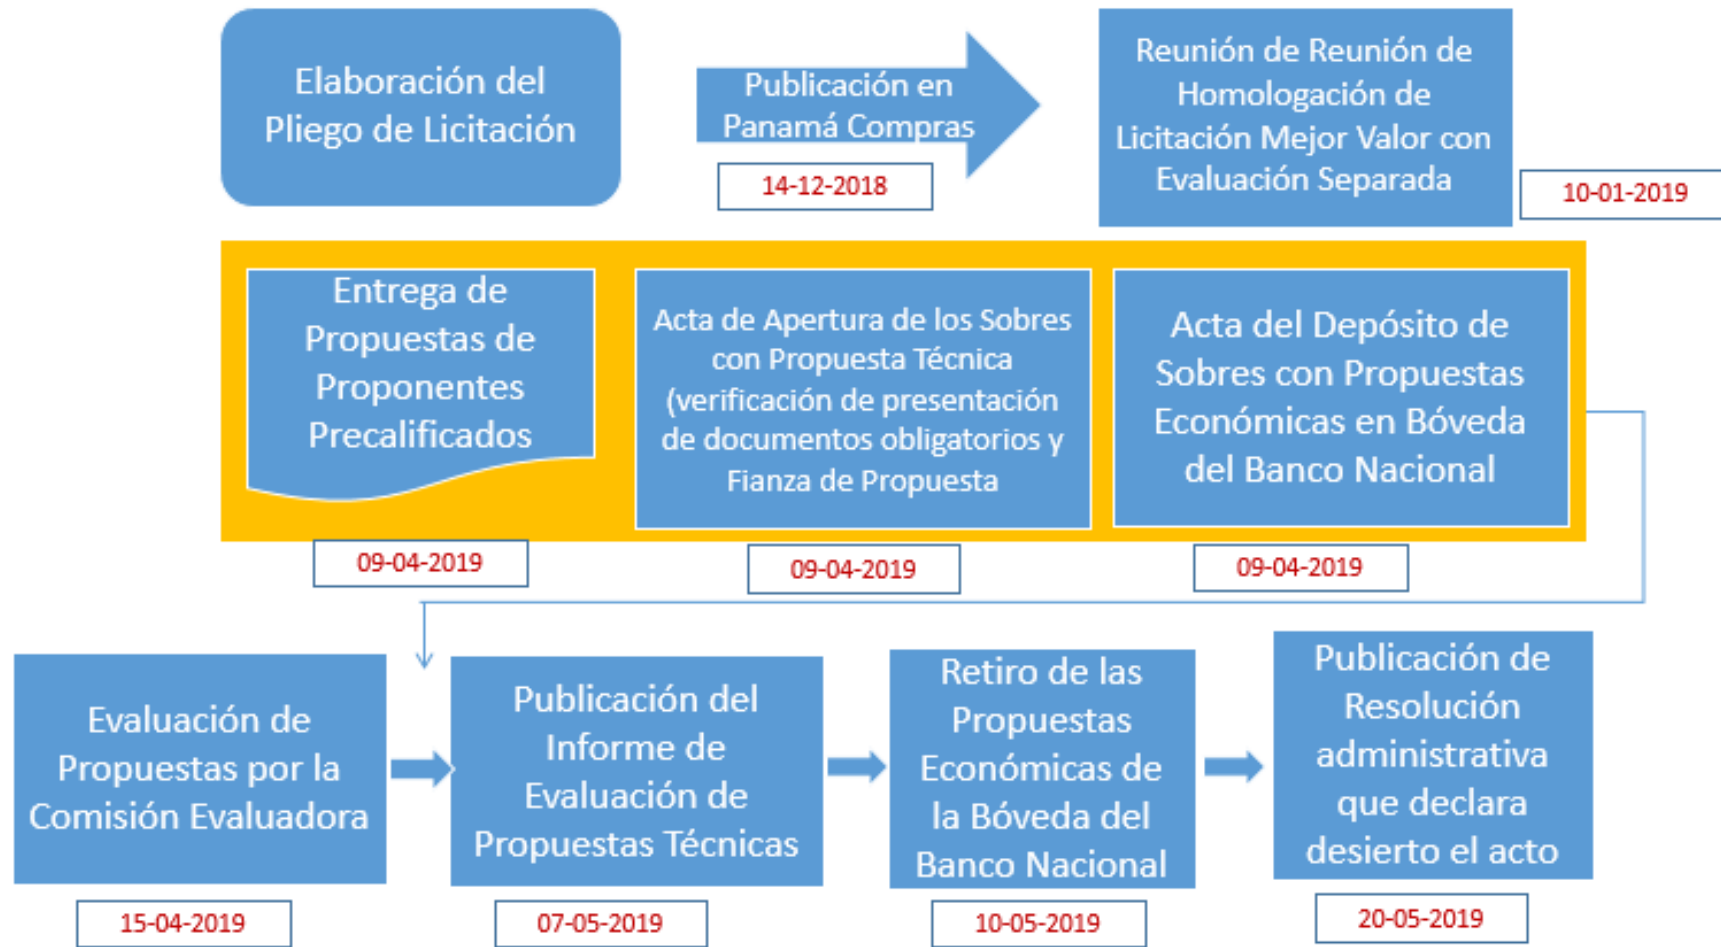 Elaboración del
Pliego de Licitación
Publicación en
Panamá Compras
14-12-2018
Reunión de Reunión de
Homologación de
Licitación Mejor Valor con
Evaluación Separada
10-01-2019
Entrega de
Propuestas de
Proponentes
Precalificados
09-04-2019
Acta de Apertura de los Sobres
con Propuesta Técnica
(verificación de presentación
de documentos obligatorios y
Fianza de Propuesta
09-04-2019
Acta del Depósito de
Sobres con Propuestas
Económicas en Bóveda
del Banco Nacional
09-04-2019
Evaluación de
Propuestas por la
Comisión Evaluadora
15-04-2019
Publicación del
Informe de
Evaluación de
Propuestas Técnicas
07-05-2019
Retiro de las
Propuestas
Económicas de
la Bóveda del
Banco Nacional
10-05-2019
Publicación de
Resolución
administrativa
que declara
desierto el acto
20-05-2019